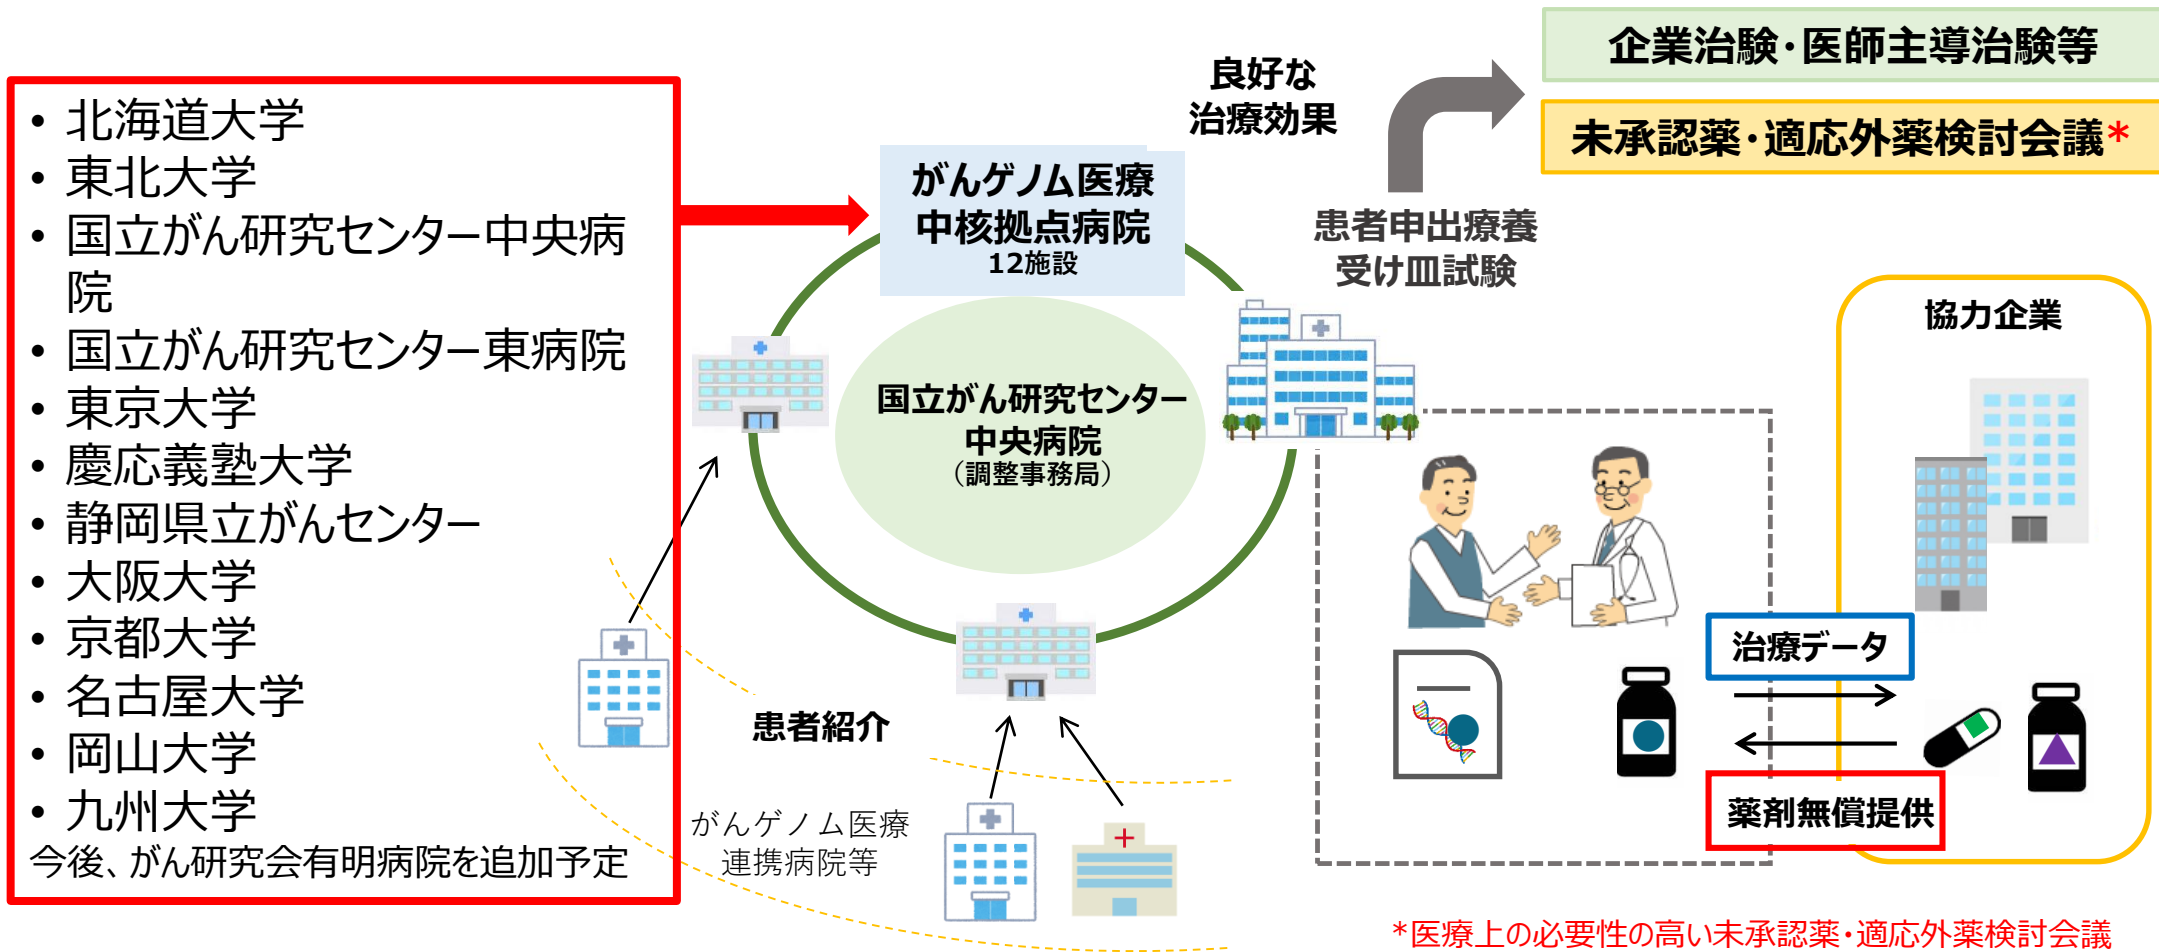 • 北海道大学
• 東北大学
• 国立がん研究センター中央病
院
• 国立がん研究センター東病院
• 東京大学
• 慶応義塾大学
• 静岡県立がんセンター
• 大阪大学
• 京都大学
• 名古屋大学
• 岡山大学
• 九州大学
今後、がん研究会有明病院を追加予定
がんゲノム医療
中核拠点病院
12施設
国立がん研究センター
中央病院
（調整事務局）
患者紹介
がんゲノム医療
連携病院等
良好な
治療効果
企業治験・医師主導治験等
未承認薬・適応外薬検討会議*
患者申出療養
受け皿試験
協力企業
治療データ
薬剤無償提供
*医療上の必要性の高い未承認薬・適応外薬検討会議